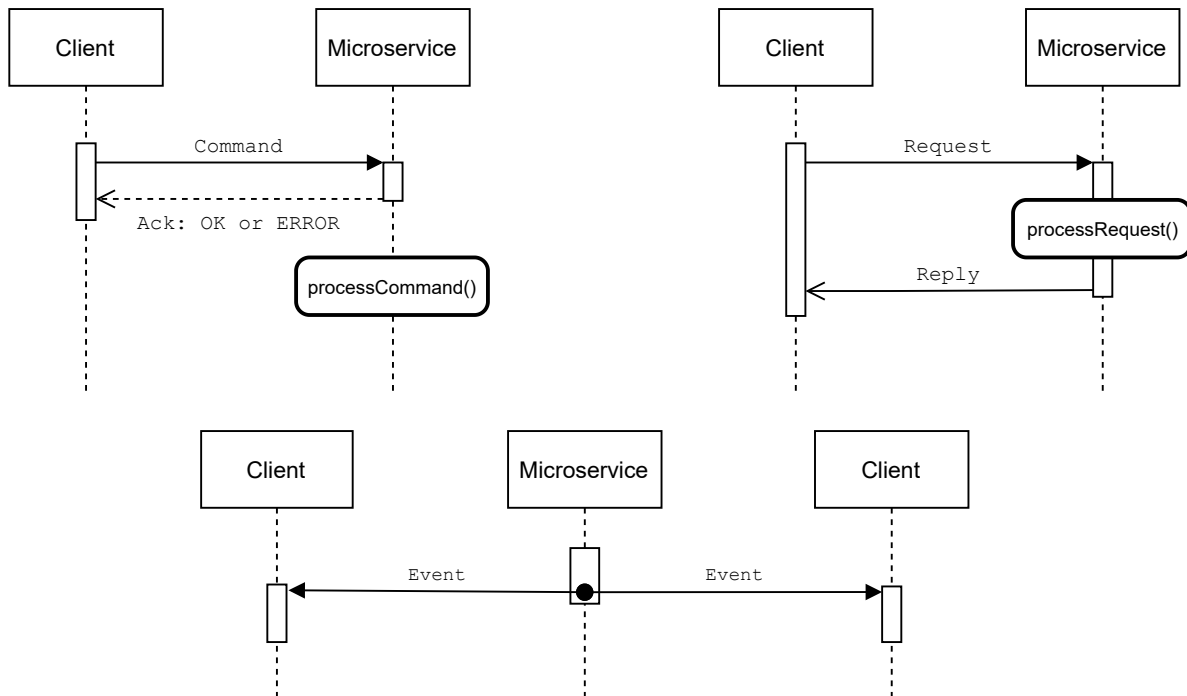 Client
Microservice
Client
Microservice
Command
Request
Ack: OK or ERROR
processRequest()
processCommand()
Reply
Client
Microservice
Client
Event
Event